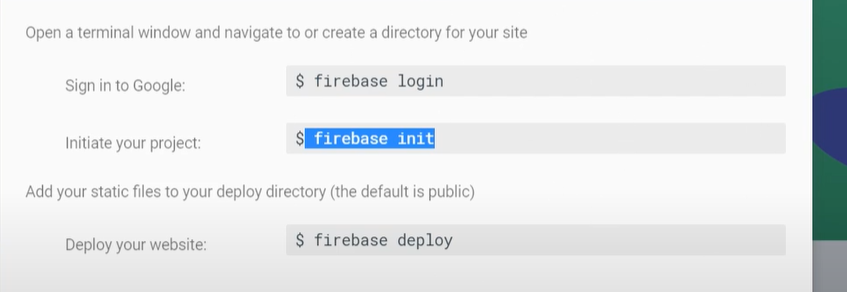 Open a terminal window and navigate to or create a directory for your site
Sign in to Google: $ firebase login
Initiate your project: $ firebase init
Add your static files to your deploy directory (the default is public)
Deploy your website: $ firebase deploy